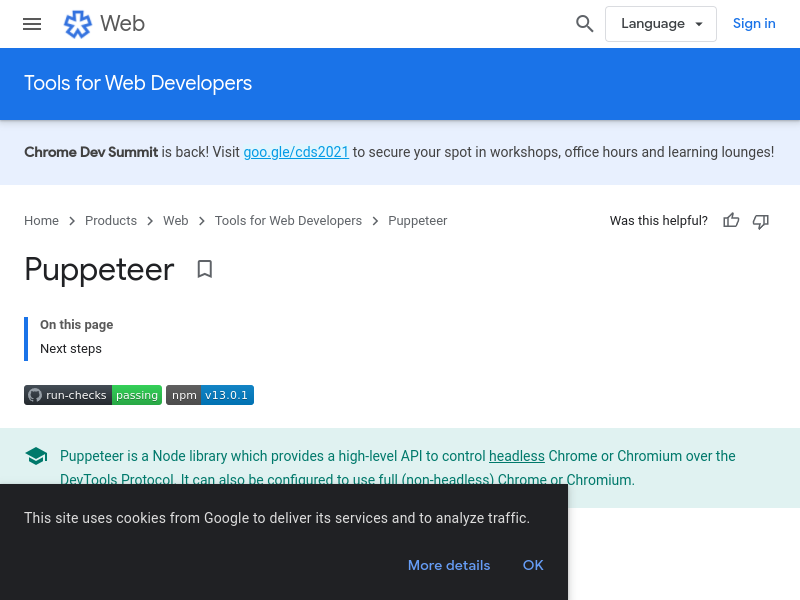 Web
Language
Sign in
Tools for Web Developers
Chrome Dev Summit is back! Visit goo.gle/cds2021 to secure your spot in workshops, office hours and learning lounges!
Home
Products
Web
Tools for Web Developers
Puppeteer
Was this helpful?
Puppeteer
On this page
Next steps
run-checks passing
npm v13.0.1
Puppeteer is a Node library which provides a high-level API to control headless Chrome or Chromium over the
DevTools Protocol. It can also be configured to use full (non-headless) Chrome or Chromium.
This site uses cookies from Google to deliver its services and to analyze traffic.
More details
OK